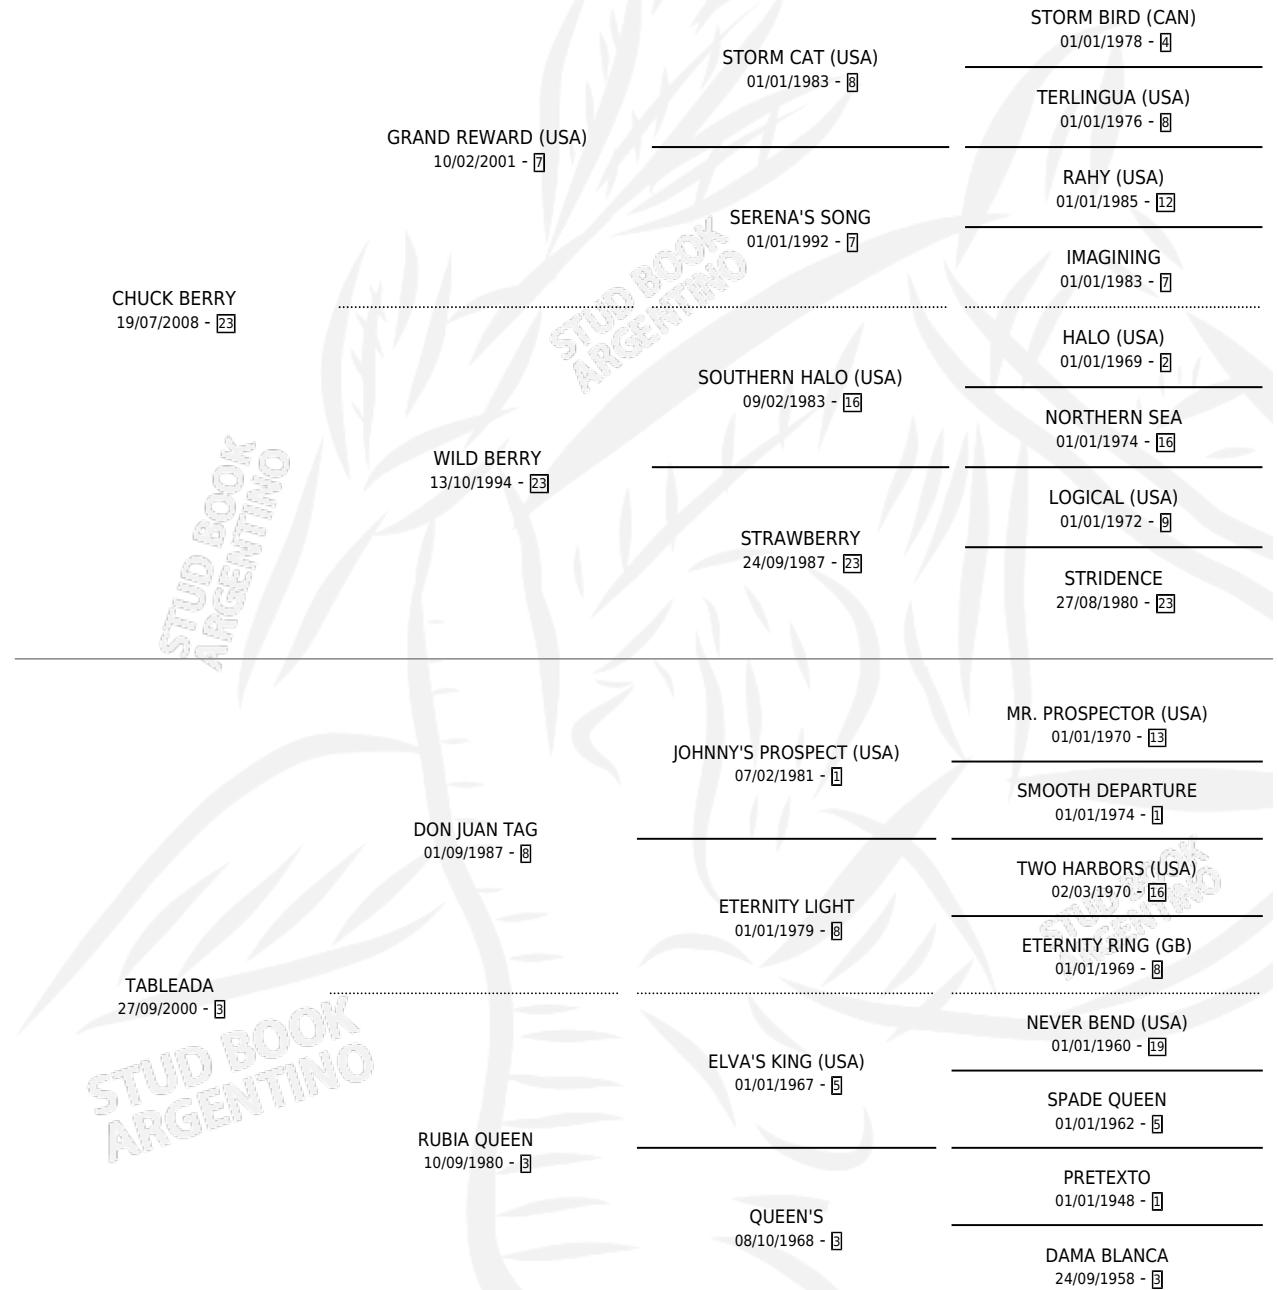 STORM BIRD (CAN)
01/01/1978 - 4
STORM CAT (USA)
01/01/1983 - 8
TERLINGUA (USA)
01/01/1976 - 8
GRAND REWARD (USA)
10/02/2001 - 7
RAHY (USA)
01/01/1985 - 12
SERENA'S SONG
01/01/1992 - 7
IMAGINING
01/01/1983 - 7
CHUCK BERRY
19/07/2008 - 23
HALO (USA)
01/01/1969 - 2
SOUTHERN HALO (USA)
09/02/1983 - 16
NORTHERN SEA
01/01/1974 - 16
WILD BERRY
13/10/1994 - 23
LOGICAL (USA)
01/01/1972 - 9
STRAWBERRY
24/09/1987 - 23
STRIDENCE
27/08/1980 - 23
MR. PROSPECTOR (USA)
01/01/1970 - 13
JOHNNY'S PROSPECT (USA)
07/02/1981 - 1
SMOOTH DEPARTURE
01/01/1974 - 1
DON JUAN TAG
01/09/1987 - 8
TWO HARBORS (USA)
02/03/1970 - 16
ETERNITY LIGHT
01/01/1979 - 8
ETERNITY RING (GB)
01/01/1969 - 8
TABLEADA
27/09/2000 - 3
NEVER BEND (USA)
01/01/1960 - 19
ELVA'S KING (USA)
01/01/1967 - 5
SPADE QUEEN
01/01/1962 - 5
RUBIA QUEEN
10/09/1980 - 3
PRETEXTO
01/01/1948 - 1
QUEEN'S
08/10/1968 - 3
DAMA BLANCA
24/09/1958 - 3
STUD BOOK
ARGENTINO
STUD BOOK
ARGENTINO
STUD BOOK
ARGENTINO
STUD BOOK
ARGENTINO